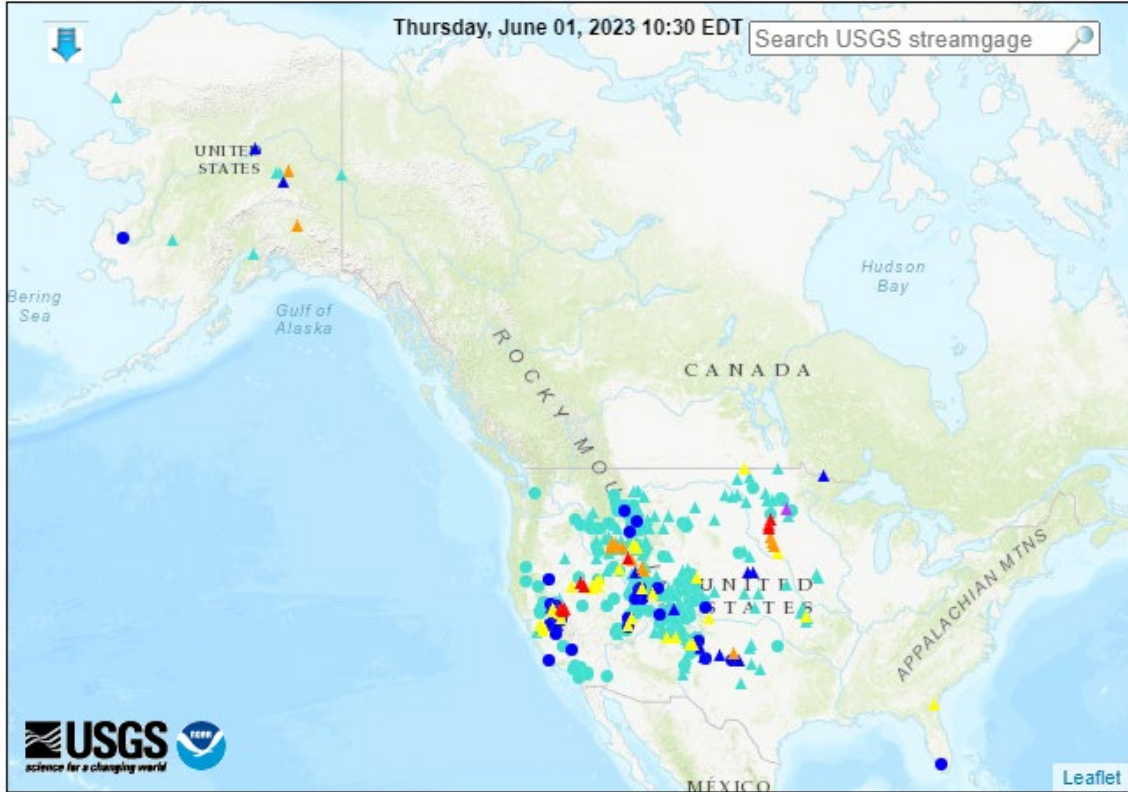 Thursday, June 01, 2023 10:30 EDT
Search USGS streamgage
UNITED
STATES
Hudson
Bay
Bering
Sea
Gulf of
Alaska
CANADA
ROCKY MOU
UNITED
STATES
APPALACHIAN MTNS
USGS
science for a changing world
NOAA
MÉXICO
Leaflet